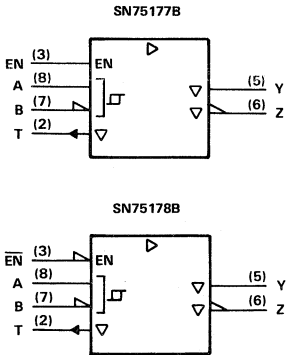 SN75177B
EN (3) EN
A (8)
B (7)
T (2)
(5) Y
(6) Z
SN75178B
EN (3) EN
A (8)
B (7)
T (2)
(5) Y
(6) Z